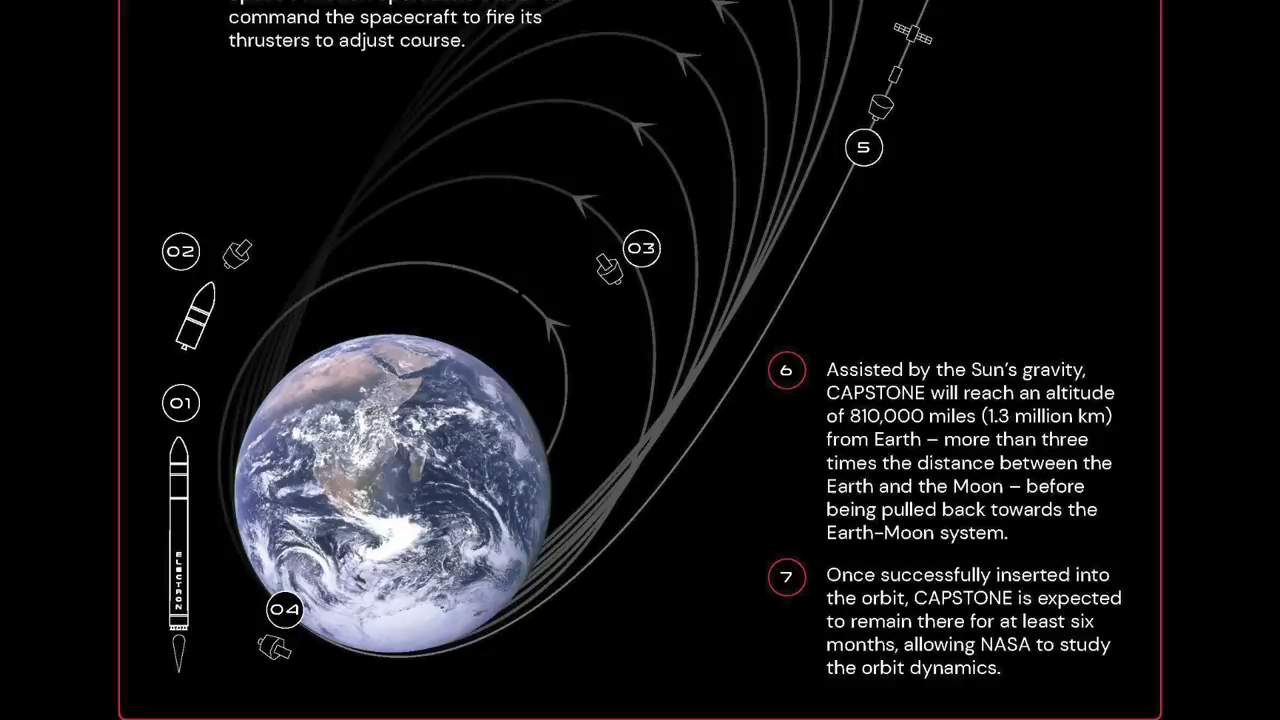 command the spacecraft to fire its
thrusters to adjust course.
5
02
03
01
ELECTRON
04
6
Assisted by the Sun's gravity,
CAPSTONE will reach an altitude
of 810,000 miles (1.3 million km)
from Earth – more than three
times the distance between the
Earth and the Moon – before
being pulled back towards the
Earth-Moon system.
7
Once successfully inserted into
the orbit, CAPSTONE is expected
to remain there for at least six
months, allowing NASA to study
the orbit dynamics.